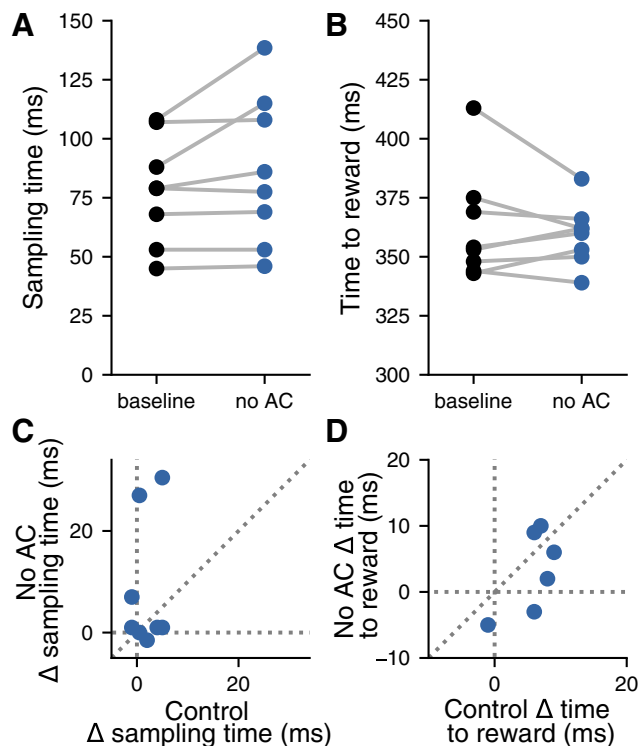 A
Sampling time (ms)
150
125
100
75
50
25
0
baseline
no AC
B
Time to reward (ms)
450
425
400
375
350
325
300
baseline
no AC
C
No AC
Δ sampling time (ms)
20
0
0
20
Control
Δ sampling time (ms)
D
No AC Δ time
to reward (ms)
20
10
0
−10
0
20
Control Δ time
to reward (ms)